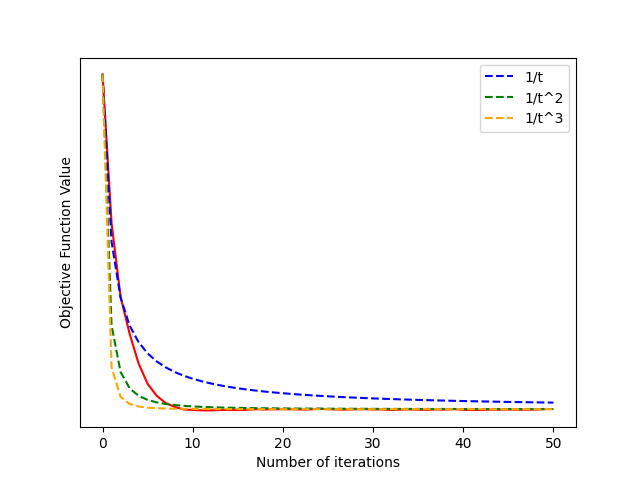 1/t
1/t^2
1/t^3
Objective Function Value
0
10
20
30
40
50
Number of iterations